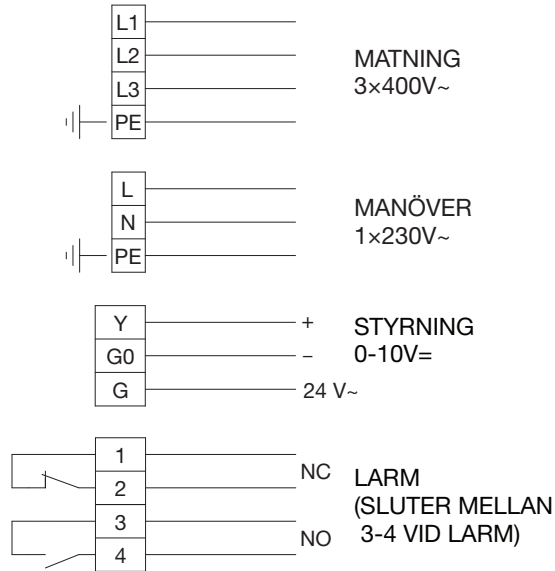 L1
L2
L3
PE
MATNING
3×400V~
L
N
PE
MANÖVER
1×230V~
Y +
G0 –
G 24 V~
STYRNING
0-10V=
1
2
NC
3
4
NO
LARM
(SLUTER MELLAN
3-4 VID LARM)